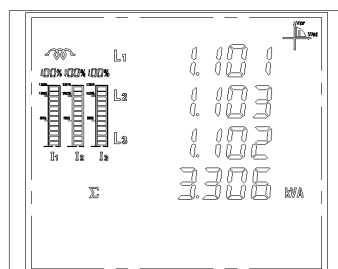 Var
Wat
L1 1.101
100% 100% 100%
L2 1.103
L3 1.102
I1 I2 I3
Σ 3.306 kVA